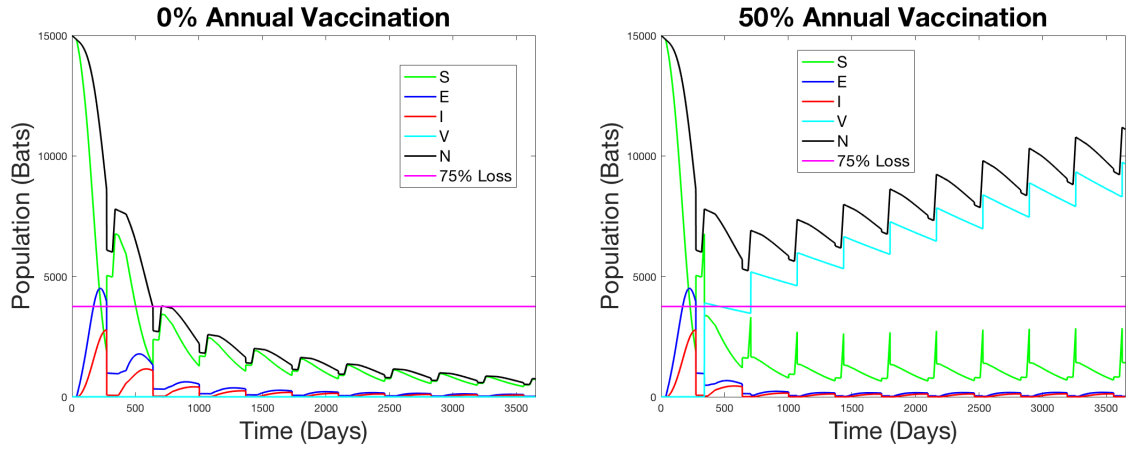 0% Annual Vaccination
50% Annual Vaccination
Population (Bats)
15000
10000
5000
0
0
500
1000
1500
2000
2500
3000
3500
Time (Days)
S
E
I
V
N
75% Loss
Population (Bats)
15000
10000
5000
0
0
500
1000
1500
2000
2500
3000
3500
Time (Days)
S
E
I
V
N
75% Loss